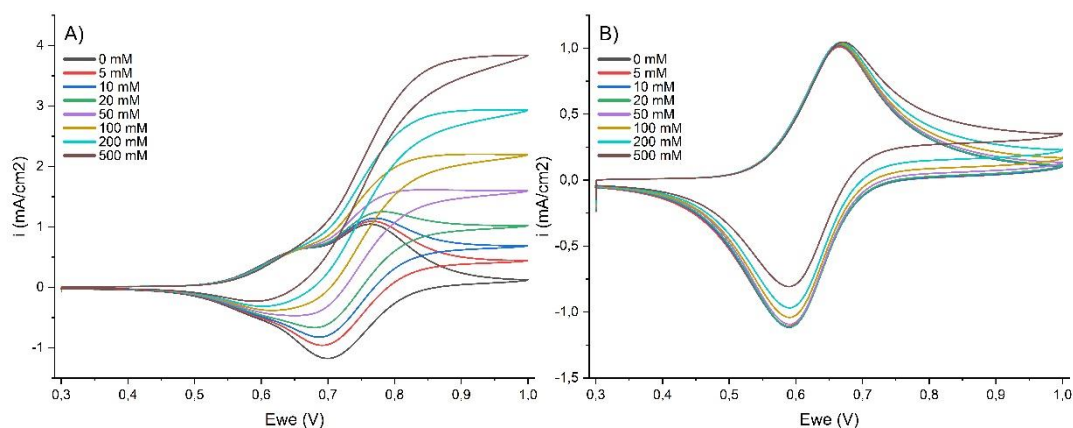 A)
0 mM
5 mM
10 mM
20 mM
50 mM
100 mM
200 mM
500 mM
4
3
2
1
0
-1
i (mA/cm2)
0,3 0,4 0,5 0,6 0,7 0,8 0,9 1,0
Ewe (V)
B)
0 mM
5 mM
10 mM
20 mM
50 mM
100 mM
200 mM
500 mM
1,0
0,5
0,0
-0,5
-1,0
-1,5
i (mA/cm2)
0,3 0,4 0,5 0,6 0,7 0,8 0,9 1,0
Ewe (V)